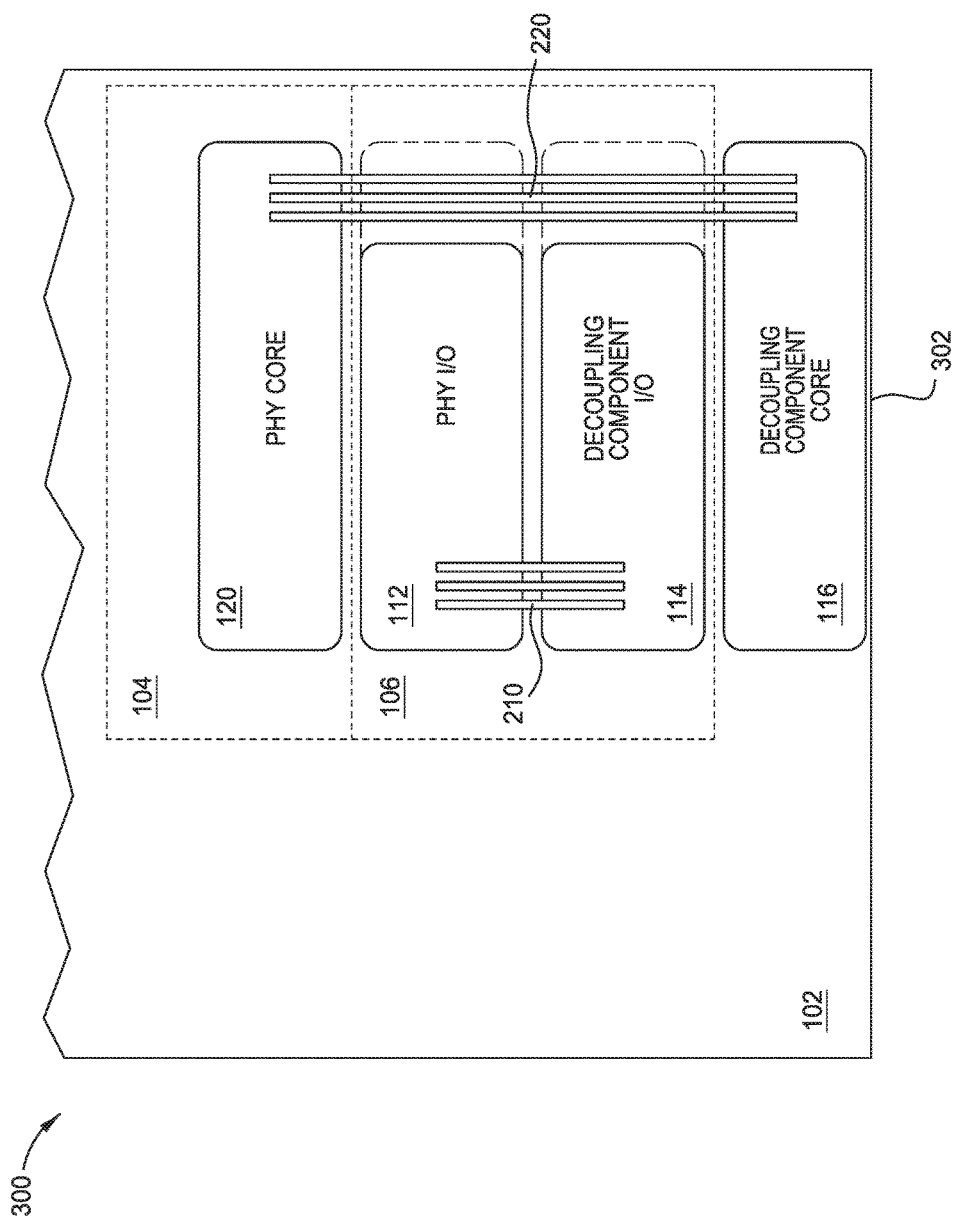 300
102
302
104
120
PHY CORE
106
112
PHY I/O
210
220
114
DECOUPLING
COMPONENT
I/O
116
DECOUPLING
COMPONENT
CORE